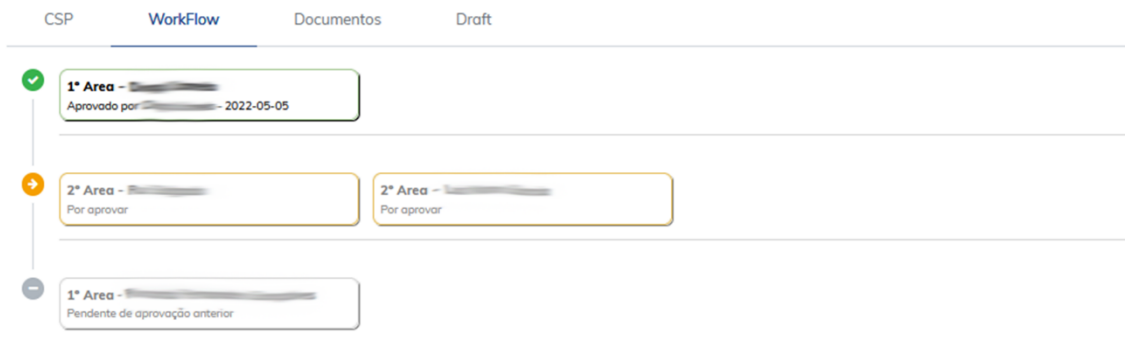 CSP WorkFlow Documentos Draft
1ª Area -
Aprovado por - 2022-05-05
2ª Area - 2ª Area -
Por aprovar Por aprovar
1ª Area -
Pendente de aprovação anterior